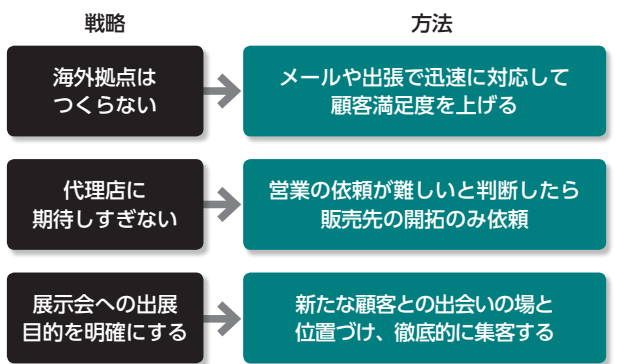 戦略
方法
海外拠点は
つくらない
メールや出張で迅速に対応して
顧客満足度を上げる
代理店に
期待しすぎない
営業の依頼が難しいと判断したら
販売先の開拓のみ依頼
展示会への出展
目的を明確にする
新たな顧客との出会いの場と
位置づけ、徹底的に集客する